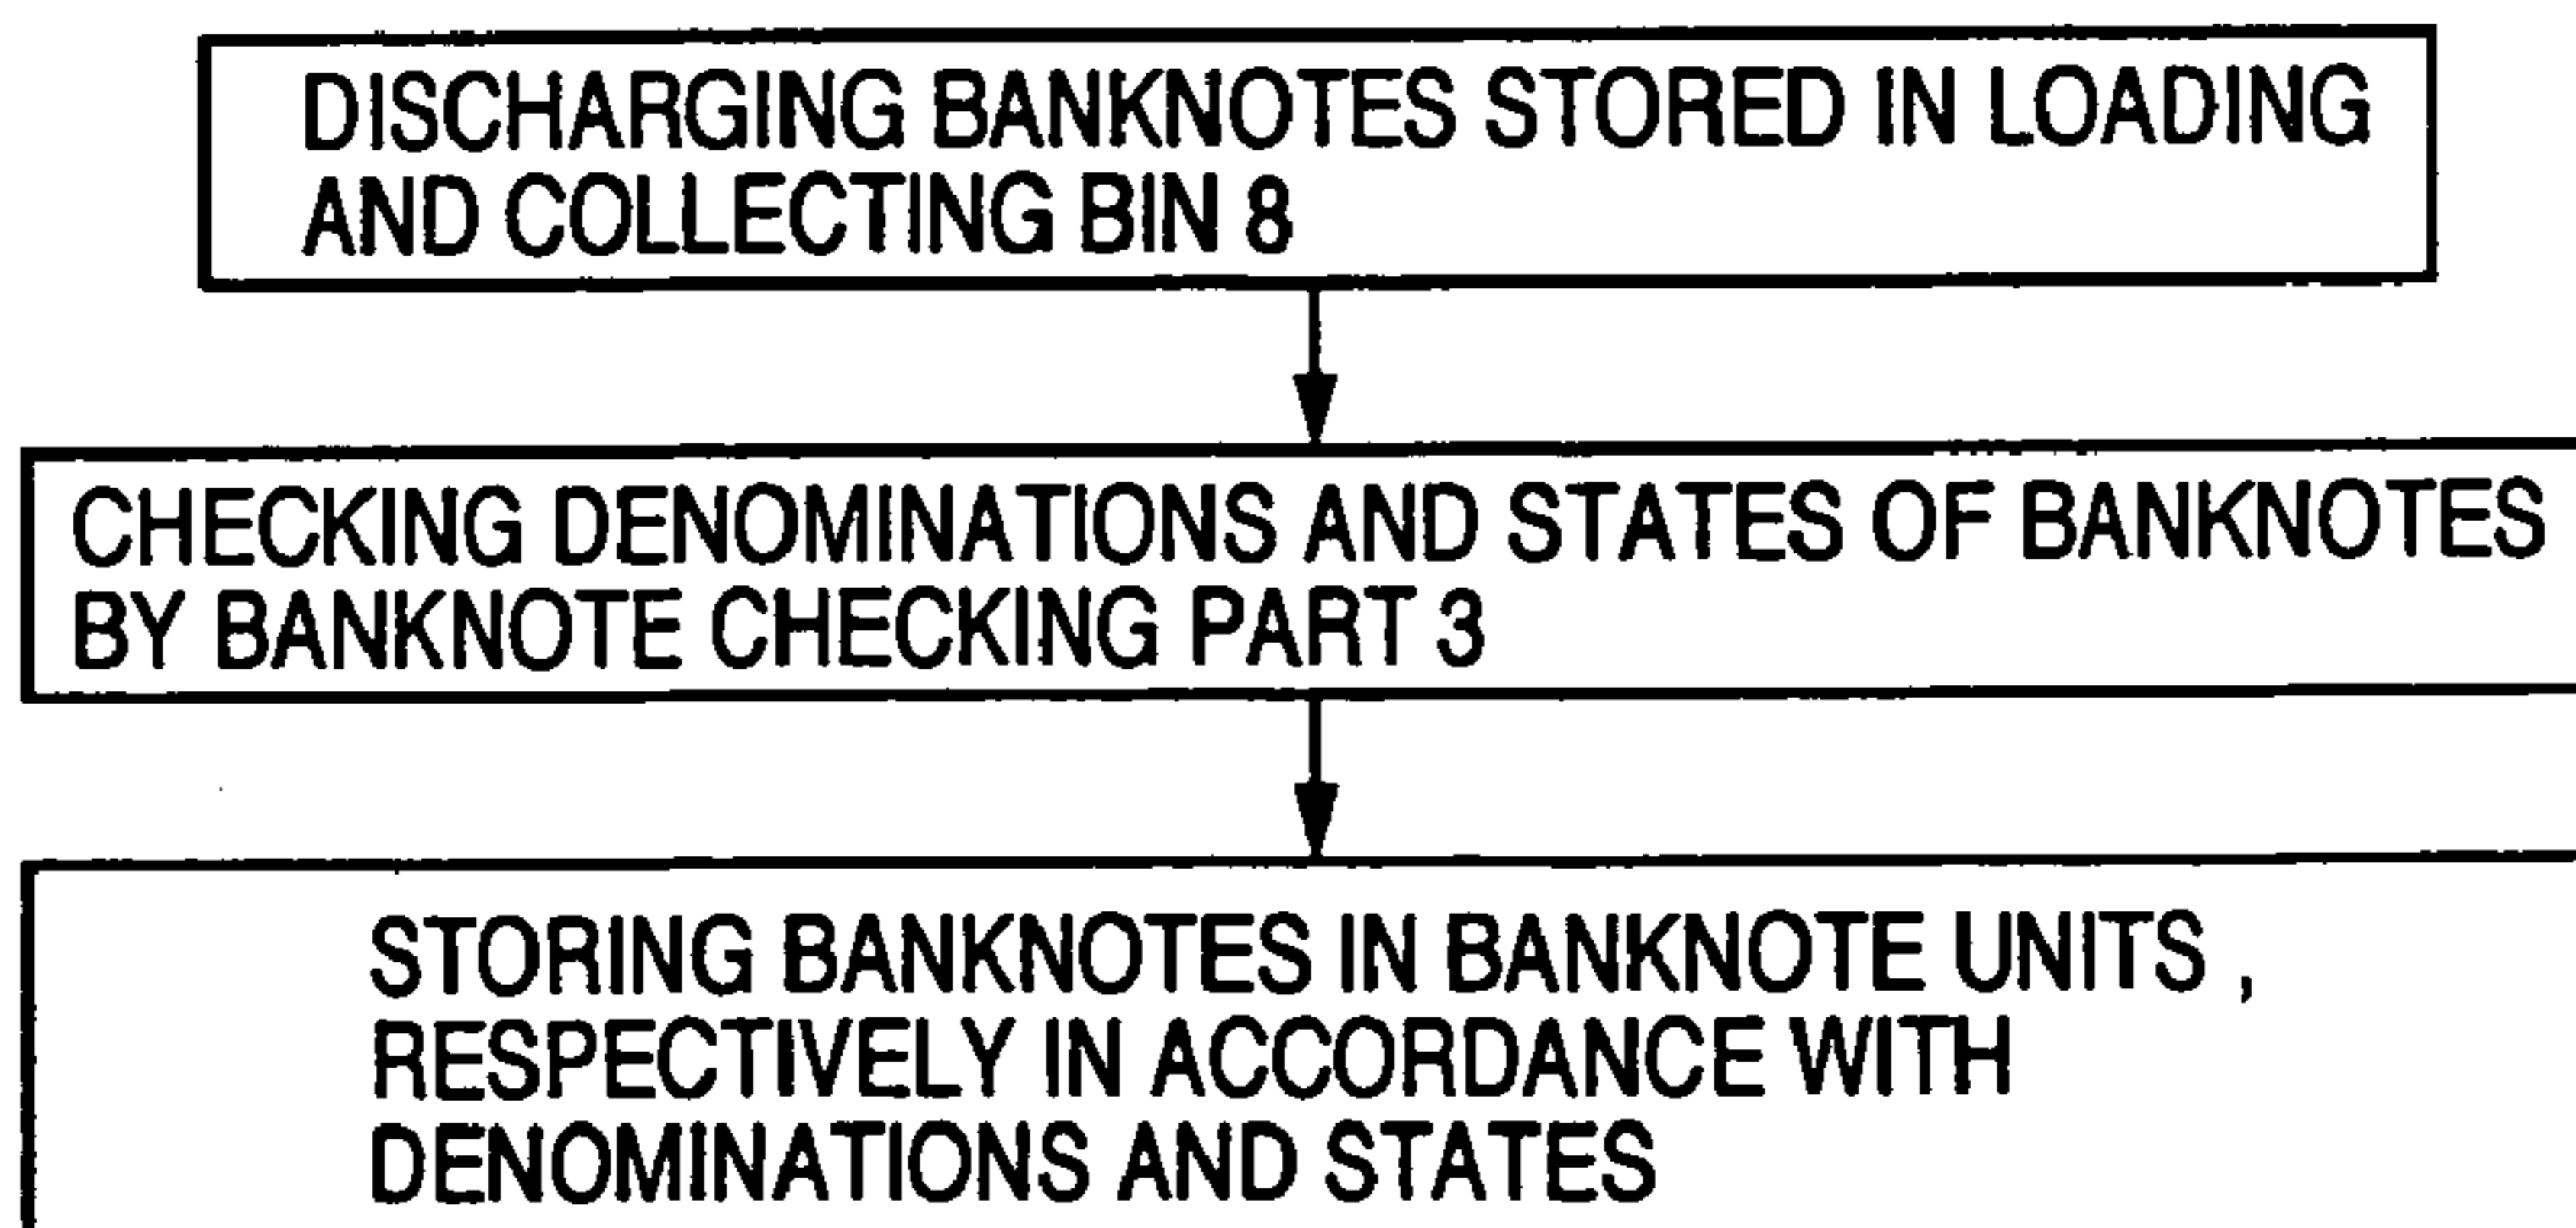 DISCHARGING BANKNOTES STORED IN LOADING
AND COLLECTING BIN 8
CHECKING DENOMINATIONS AND STATES OF BANKNOTES
BY BANKNOTE CHECKING PART 3
STORING BANKNOTES IN BANKNOTE UNITS ,
RESPECTIVELY IN ACCORDANCE WITH
DENOMINATIONS AND STATES